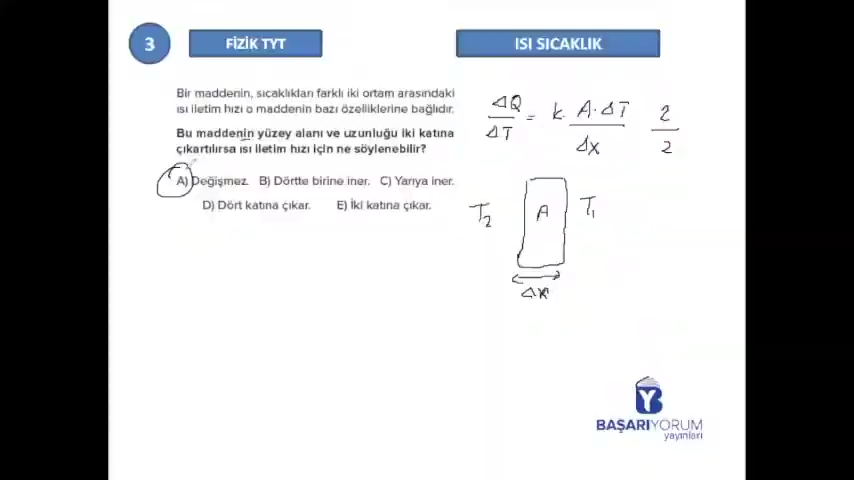 3
FİZİK TYT
ISI SICAKLIK
Bir maddenin, sıcaklıkları farklı iki ortam arasındaki
ısı iletim hızı o maddenin bazı özelliklerine bağlıdır.
Bu maddenin yüzey alanı ve uzunluğu iki katına
çıkartılırsa ısı iletim hızı için ne söylenebilir?
A) Değişmez. B) Dörtte birine iner. C) Yarıya iner.
D) Dört katına çıkar. E) İki katına çıkar.
ΔQ/ΔT = k. A.ΔT/Δx 2/2
T₂ A T₁
Δx
BAŞARIYORUM
yayınları